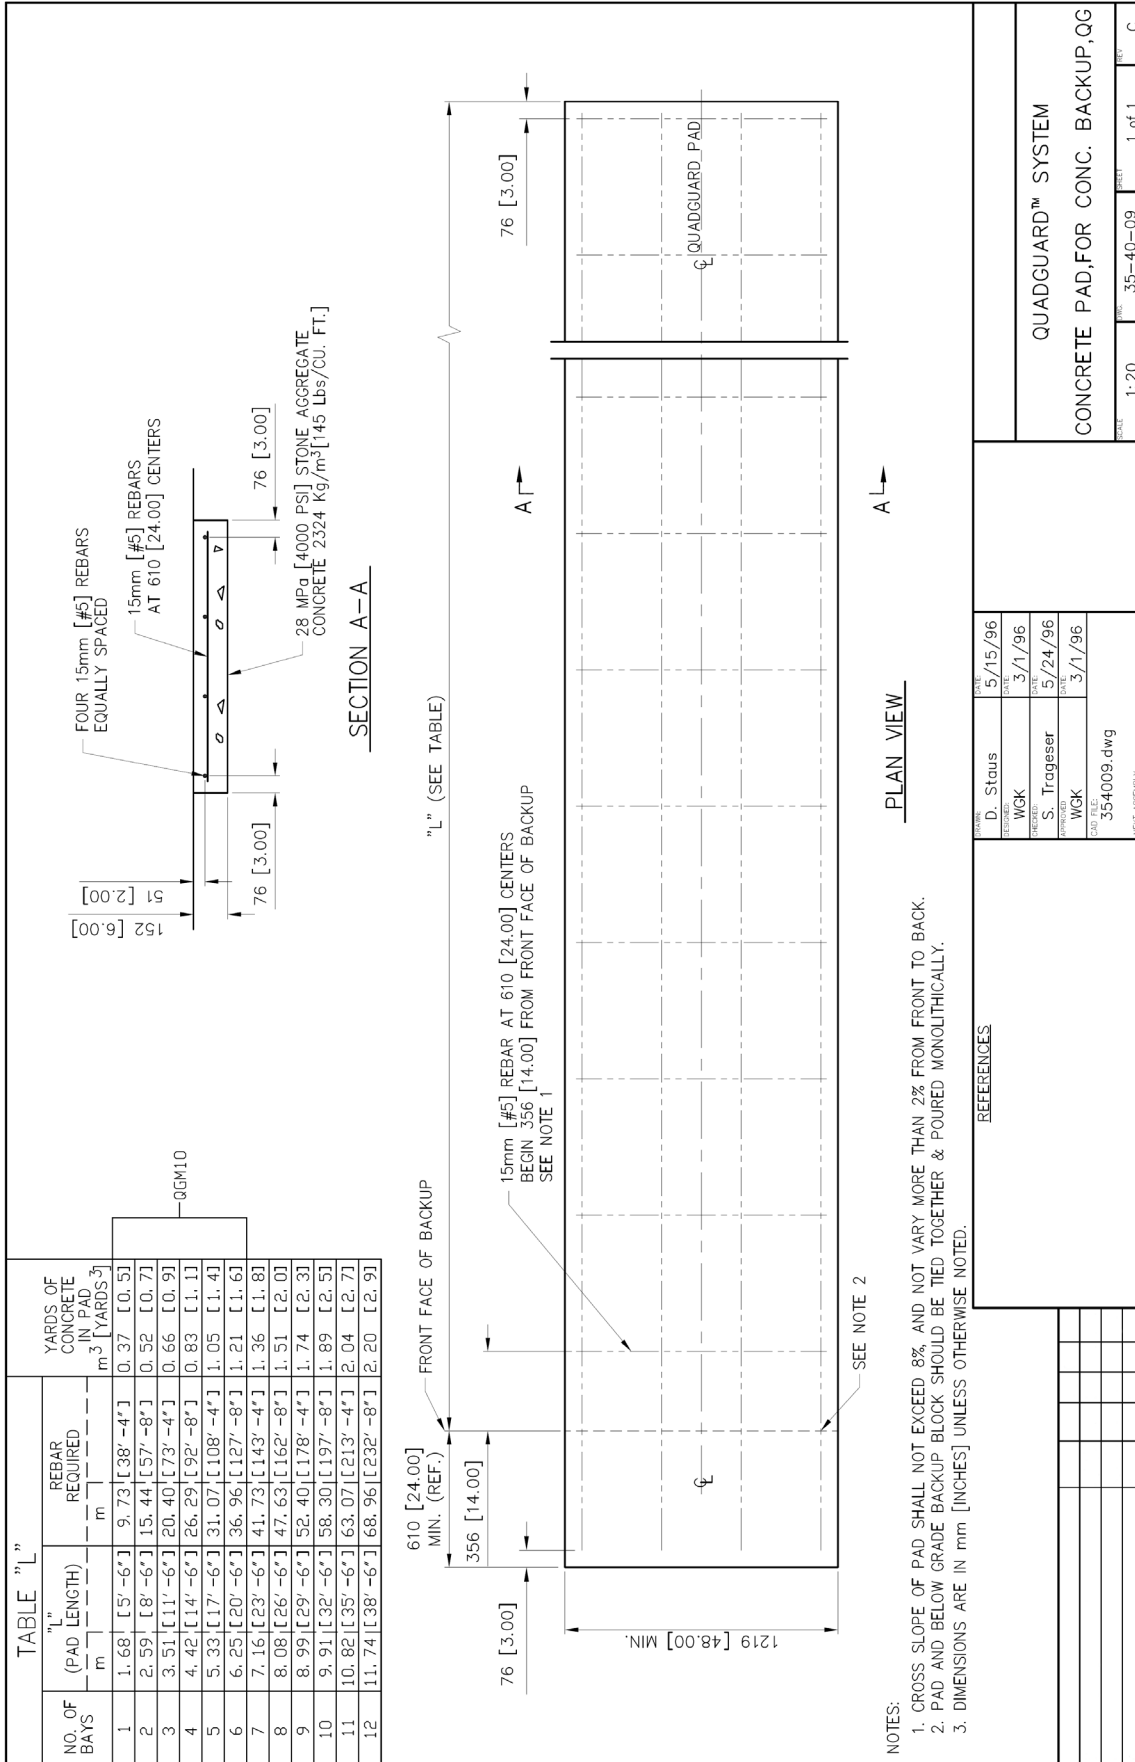 TABLE "L"
NO. OF BAYS
"L" (PAD LENGTH)
m
REBAR REQUIRED
m
YARDS OF CONCRETE IN PAD
m3 [YARDS3]
1 1.68 [5'-6"] 9.73 [38'-4"] 0.37 [0.5]
2 2.59 [8'-6"] 15.44 [57'-8"] 0.52 [0.7]
3 3.51 [11'-6"] 20.40 [73'-4"] 0.66 [0.9]
4 4.42 [14'-6"] 26.29 [92'-8"] 0.83 [1.1]
5 5.33 [17'-6"] 31.07 [108'-4"] 1.05 [1.4]
6 6.25 [20'-6"] 36.96 [127'-8"] 1.21 [1.6]
7 7.16 [23'-6"] 41.73 [143'-4"] 1.36 [1.8]
8 8.08 [26'-6"] 47.63 [162'-8"] 1.51 [2.0]
9 8.99 [29'-6"] 52.40 [178'-4"] 1.74 [2.3]
10 9.91 [32'-6"] 58.30 [197'-8"] 1.89 [2.5]
11 10.82 [35'-6"] 63.07 [213'-4"] 2.04 [2.7]
12 11.74 [38'-6"] 68.96 [232'-8"] 2.20 [2.9]
QGM10
152 [6.00]
51 [2.00]
76 [3.00]
FOUR 15mm [#5] REBARS
EQUALLY SPACED
15mm [#5] REBARS
AT 610 [24.00] CENTERS
76 [3.00]
28 MPa [4000 PSI] STONE AGGREGATE
CONCRETE 2324 Kg/m3 [145 Lbs/CU. FT.]
SECTION A-A
610 [24.00]
MIN. (REF.)
FRONT FACE OF BACKUP
"L" (SEE TABLE)
356 [14.00]
76 [3.00]
15mm [#5] REBAR AT 610 [24.00] CENTERS
BEGIN 356 [14.00] FROM FRONT FACE OF BACKUP
SEE NOTE 1
A
76 [3.00]
1219 [48.00] MIN.
QUADGUARD PAD
SEE NOTE 2
A
PLAN VIEW
NOTES:
1. CROSS SLOPE OF PAD SHALL NOT EXCEED 8%, AND NOT VARY MORE THAN 2% FROM FRONT TO BACK.
2. PAD AND BELOW GRADE BACKUP BLOCK SHOULD BE TIED TOGETHER & POURED MONOLITHICALLY.
3. DIMENSIONS ARE IN mm [INCHES] UNLESS OTHERWISE NOTED.
REFERENCES
DRAWN: D. Staus DATE: 5/15/96
DESIGNED: WGK DATE: 3/1/96
CHECKED: S. Trageser DATE: 5/24/96
APPROVED: WGK DATE: 3/1/96
CAD FILE: 354009.dwg
QUADGUARD™ SYSTEM
CONCRETE PAD,FOR CONC. BACKUP,QG
SCALE 1:20 DWG. 35-40-09 SHEET 1 of 1 REV C